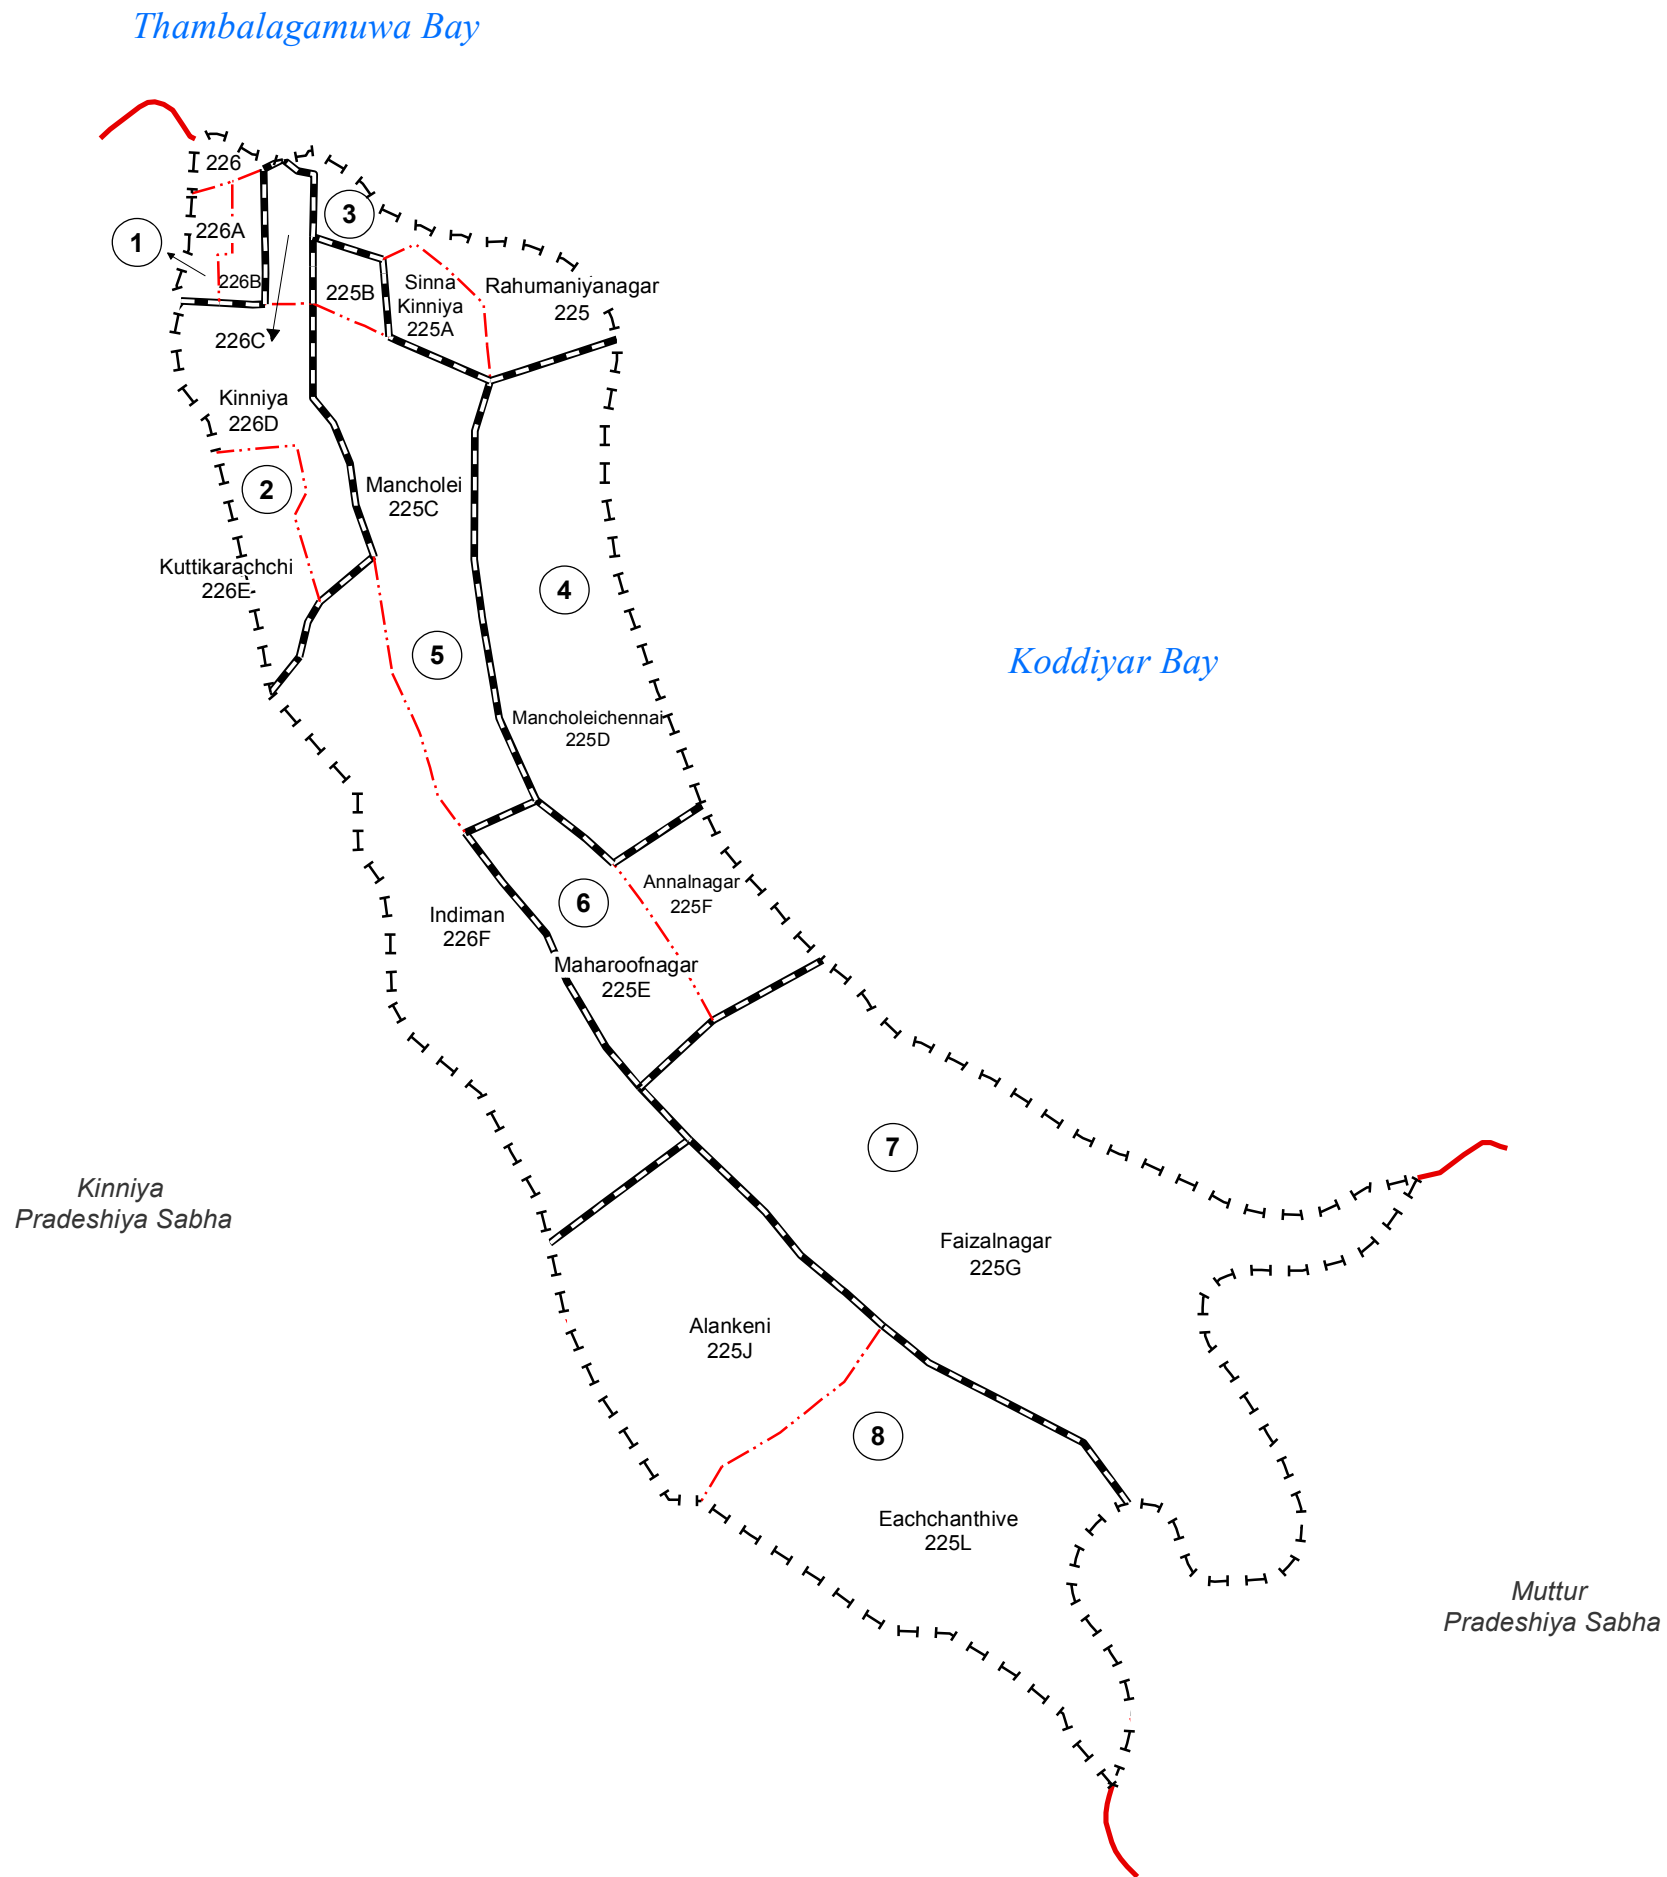 Thambalagamuwa Bay
226
3
226A
1
226B
225B
Sinna
Kinniya
225A
Rahumaniyanagar
225
226C
Kinniya
226D
2
Mancholei
225C
Kuttikarachchi
226E
4
5
Koddiyar Bay
Mancholeichennai
225D
6
Annalnagar
225F
Indiman
226F
Maharoofnagar
225E
7
Kinniya
Pradeshiya Sabha
Faizalnagar
225G
Alankeni
225J
8
Eachchanthive
225L
Muttur
Pradeshiya Sabha